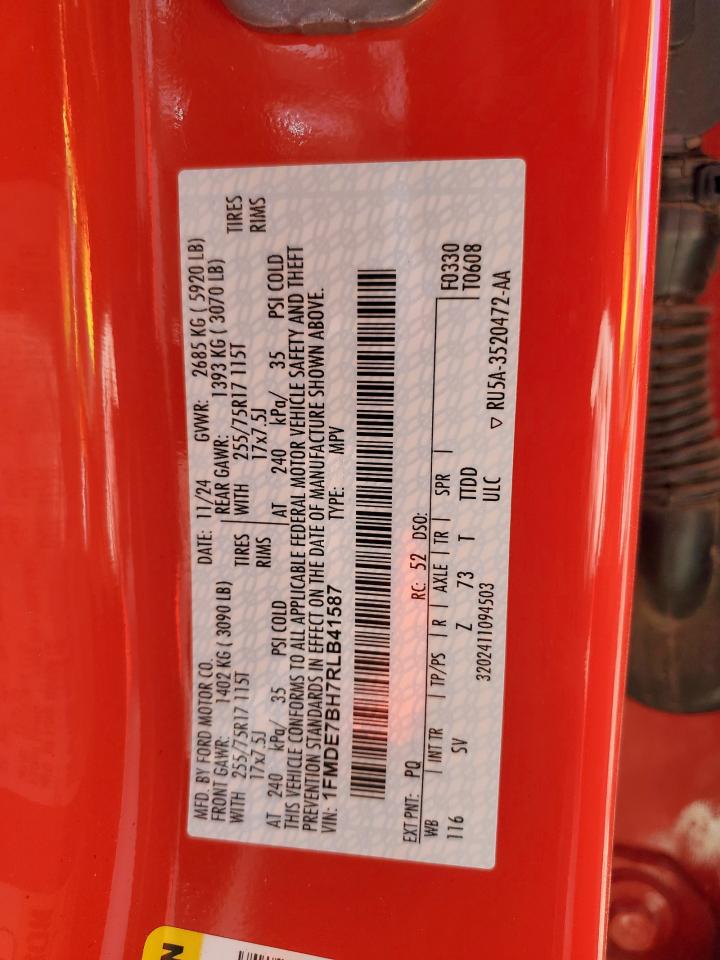 MFD. BY FORD MOTOR CO.
DATE: 11/24 GVWR: 2685 KG ( 5920 LB)
FRONT GAWR: 1402 KG ( 3090 LB) REAR GAWR: 1393 KG ( 3070 LB)
WITH 255/75R17 115T TIRES WITH 255/75R17 115T TIRES
17x7.5J RIMS 17x7.5J RIMS
AT 240 kPa/ 35 PSI COLD AT 240 kPa/ 35 PSI COLD
THIS VEHICLE CONFORMS TO ALL APPLICABLE FEDERAL MOTOR VEHICLE SAFETY AND THEFT
PREVENTION STANDARDS IN EFFECT ON THE DATE OF MANUFACTURE SHOWN ABOVE.
VIN: 1FMDE7BH7RLB41587 TYPE: MPV
EXT PNT: PQ RC: 52 DSO:
WB INT TR TP/PS R AXLE TR SPR F0330
116 SV Z 73 T TTDD T0608
ULC
3202411094503 RU5A-3520472-AA
N